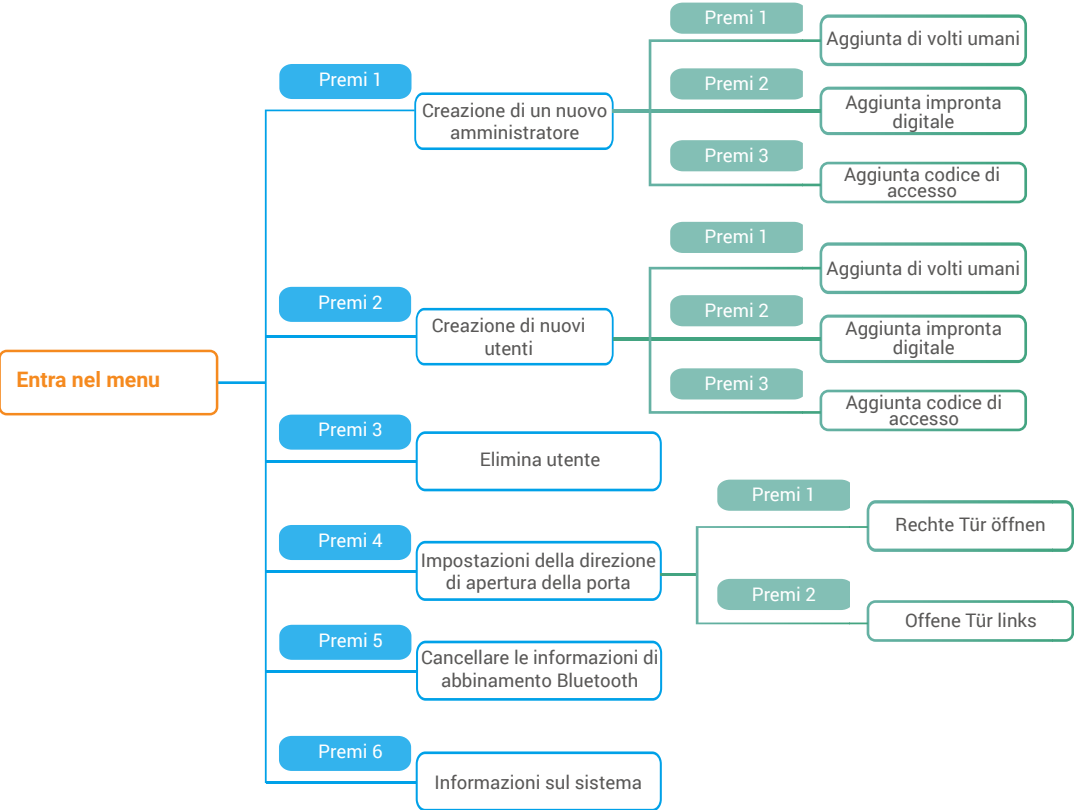 Entra nel menu
Premi 1
Creazione di un nuovo
amministratore
Premi 1
Aggiunta di volti umani
Premi 2
Aggiunta impronta
digitale
Premi 3
Aggiunta codice di
accesso
Premi 2
Creazione di nuovi
utenti
Premi 1
Aggiunta di volti umani
Premi 2
Aggiunta impronta
digitale
Premi 3
Aggiunta codice di
accesso
Premi 3
Elimina utente
Premi 4
Impostazioni della direzione
di apertura della porta
Premi 1
Rechte Tür öffnen
Premi 2
Offene Tür links
Premi 5
Cancellare le informazioni di
abbinamento Bluetooth
Premi 6
Informazioni sul sistema